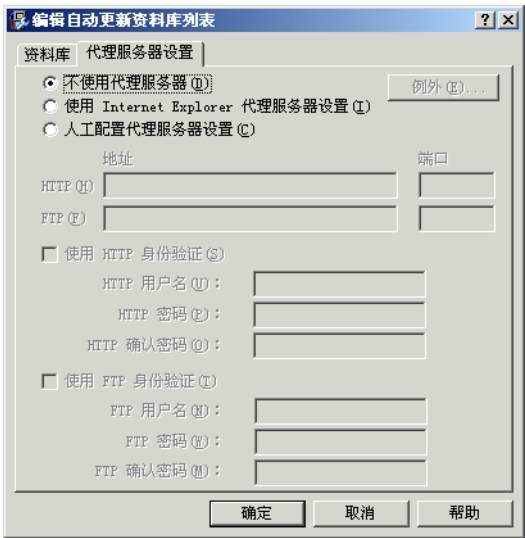 编辑自动更新资料库列表
资料库 代理服务器设置
不使用代理服务器(D) 例外(E)...
使用 Internet Explorer 代理服务器设置(I)
人工配置代理服务器设置(C)
地址 端口
HTTP(H)
FTP(F)
使用 HTTP 身份验证(S)
HTTP 用户名(U):
HTTP 密码(P):
HTTP 确认密码(O):
使用 FTP 身份验证(T)
FTP 用户名(N):
FTP 密码(W):
FTP 确认密码(M):
确定 取消 帮助